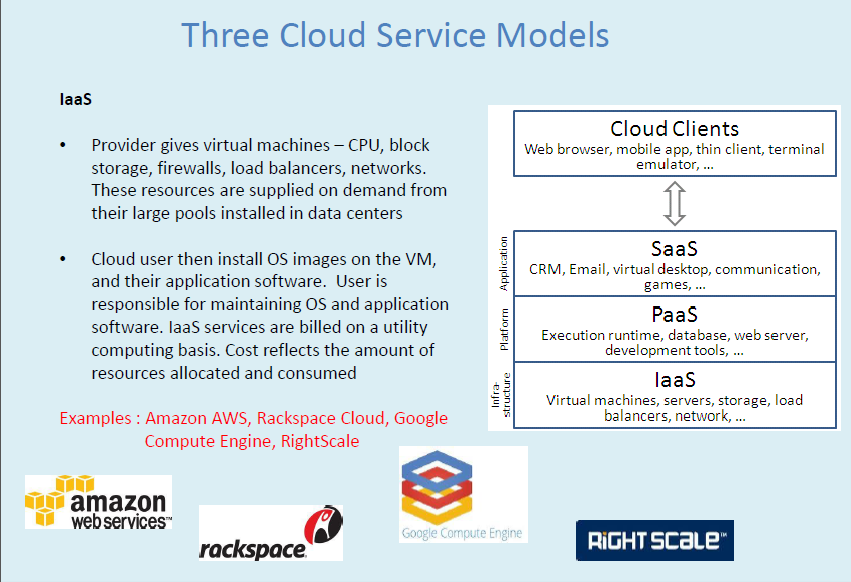 Three Cloud Service Models
IaaS
• Provider gives virtual machines – CPU, block
storage, firewalls, load balancers, networks.
These resources are supplied on demand from
their large pools installed in data centers
• Cloud user then install OS images on the VM,
and their application software. User is
responsible for maintaining OS and application
software. IaaS services are billed on a utility
computing basis. Cost reflects the amount of
resources allocated and consumed
Examples : Amazon AWS, Rackspace Cloud, Google
Compute Engine, RightScale
Cloud Clients
Web browser, mobile app, thin client, terminal
emulator, ...
Application
SaaS
CRM, Email, virtual desktop, communication,
games, ...
Platform
PaaS
Execution runtime, database, web server,
development tools, ...
Infra-
structure
IaaS
Virtual machines, servers, storage, load
balancers, network, ...
amazon
web services™
rackspace.
Google Compute Engine
RIGHTSCALE™